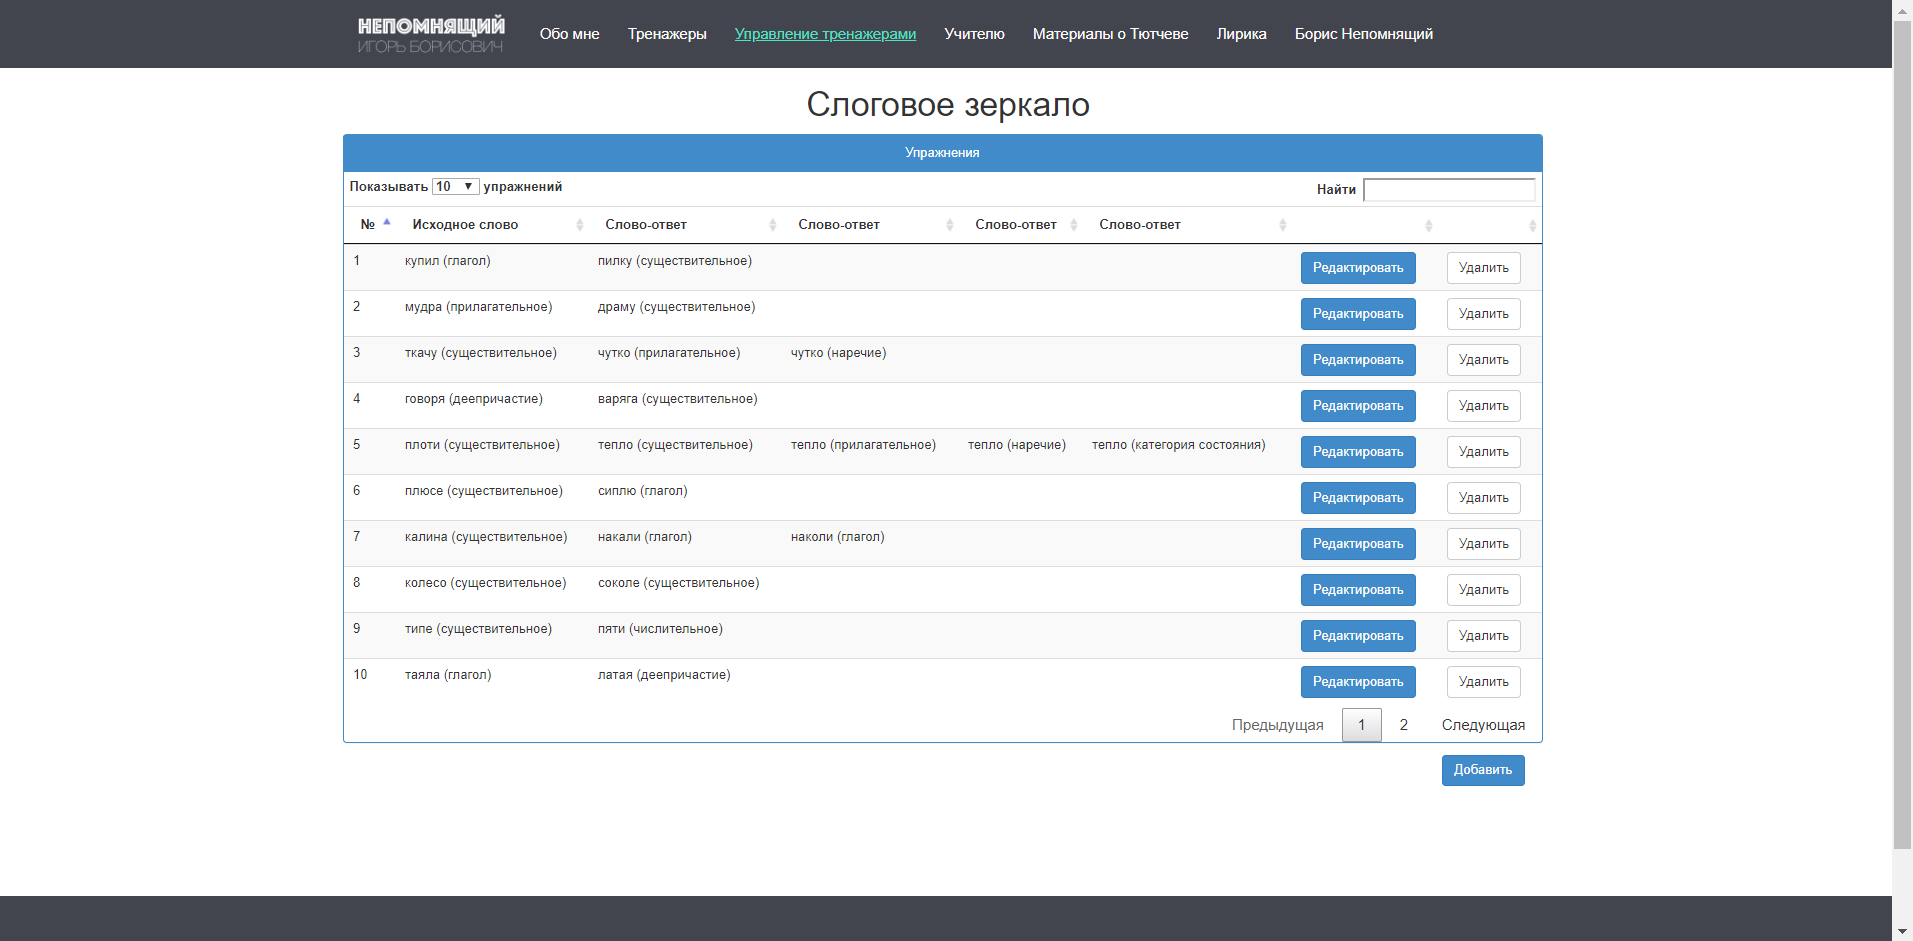 НЕПОМНЯЩИЙ
ИГОРЬ БОРИСОВИЧ
Обо мне Тренажеры Управление тренажерами Учителю Материалы о Тютчеве Лирика Борис Непомнящий
Слоговое зеркало
Упражнения
Показывать 10 упражнений Найти
№ Исходное слово Слово-ответ Слово-ответ Слово-ответ Слово-ответ
1 купил (глагол) пилку (существительное) Редактировать Удалить
2 мудра (прилагательное) драму (существительное) Редактировать Удалить
3 ткачу (существительное) чутко (прилагательное) чутко (наречие) Редактировать Удалить
4 говоря (деепричастие) варяга (существительное) Редактировать Удалить
5 плоти (существительное) тепло (существительное) тепло (прилагательное) тепло (наречие) тепло (категория состояния) Редактировать Удалить
6 плюсе (существительное) сиплю (глагол) Редактировать Удалить
7 калина (существительное) накали (глагол) наколи (глагол) Редактировать Удалить
8 колесо (существительное) соколе (существительное) Редактировать Удалить
9 типе (существительное) пяти (числительное) Редактировать Удалить
10 таяла (глагол) латая (деепричастие) Редактировать Удалить
Предыдущая 1 2 Следующая
Добавить